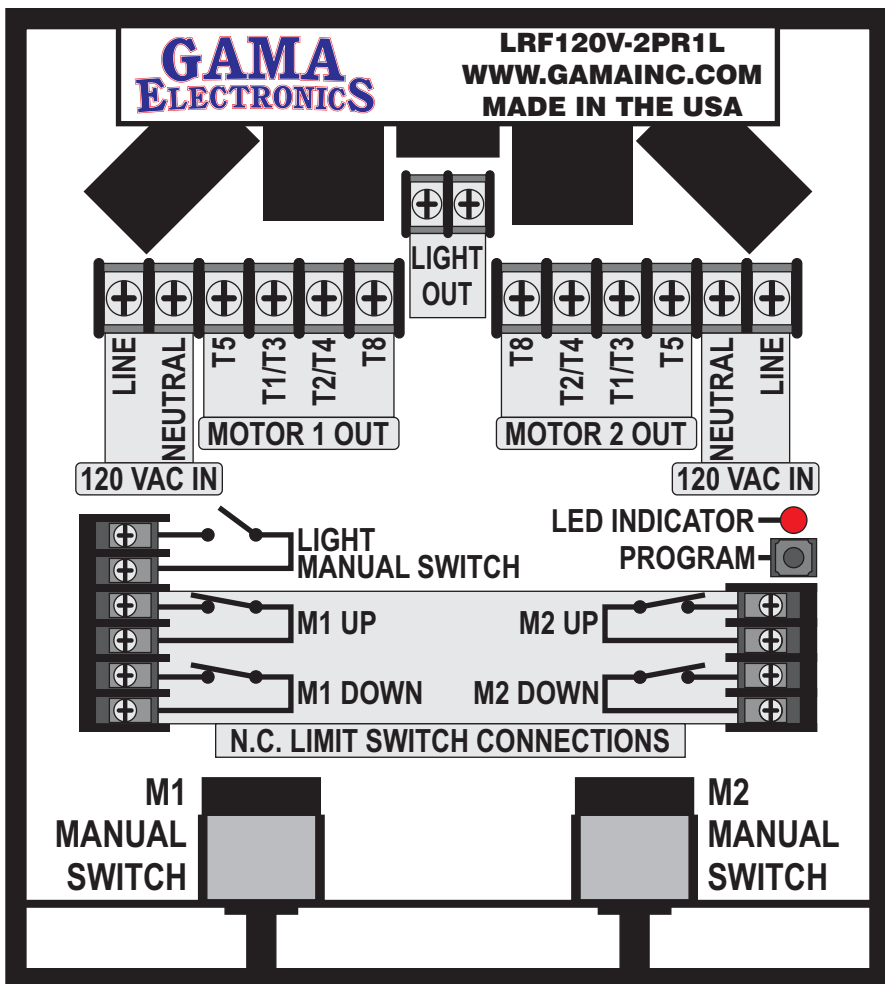 GAMA
ELECTRONICS
LRF120V-2PR1L
WWW.GAMAINC.COM
MADE IN THE USA
LIGHT
OUT
LINE
NEUTRAL
T5
T1/T3
T2/T4
T8
T8
T2/T4
T1/T3
T5
NEUTRAL
LINE
MOTOR 1 OUT
MOTOR 2 OUT
120 VAC IN
120 VAC IN
LIGHT
MANUAL SWITCH
LED INDICATOR
PROGRAM
M1 UP
M2 UP
M1 DOWN
M2 DOWN
N.C. LIMIT SWITCH CONNECTIONS
M1
MANUAL
SWITCH
M2
MANUAL
SWITCH